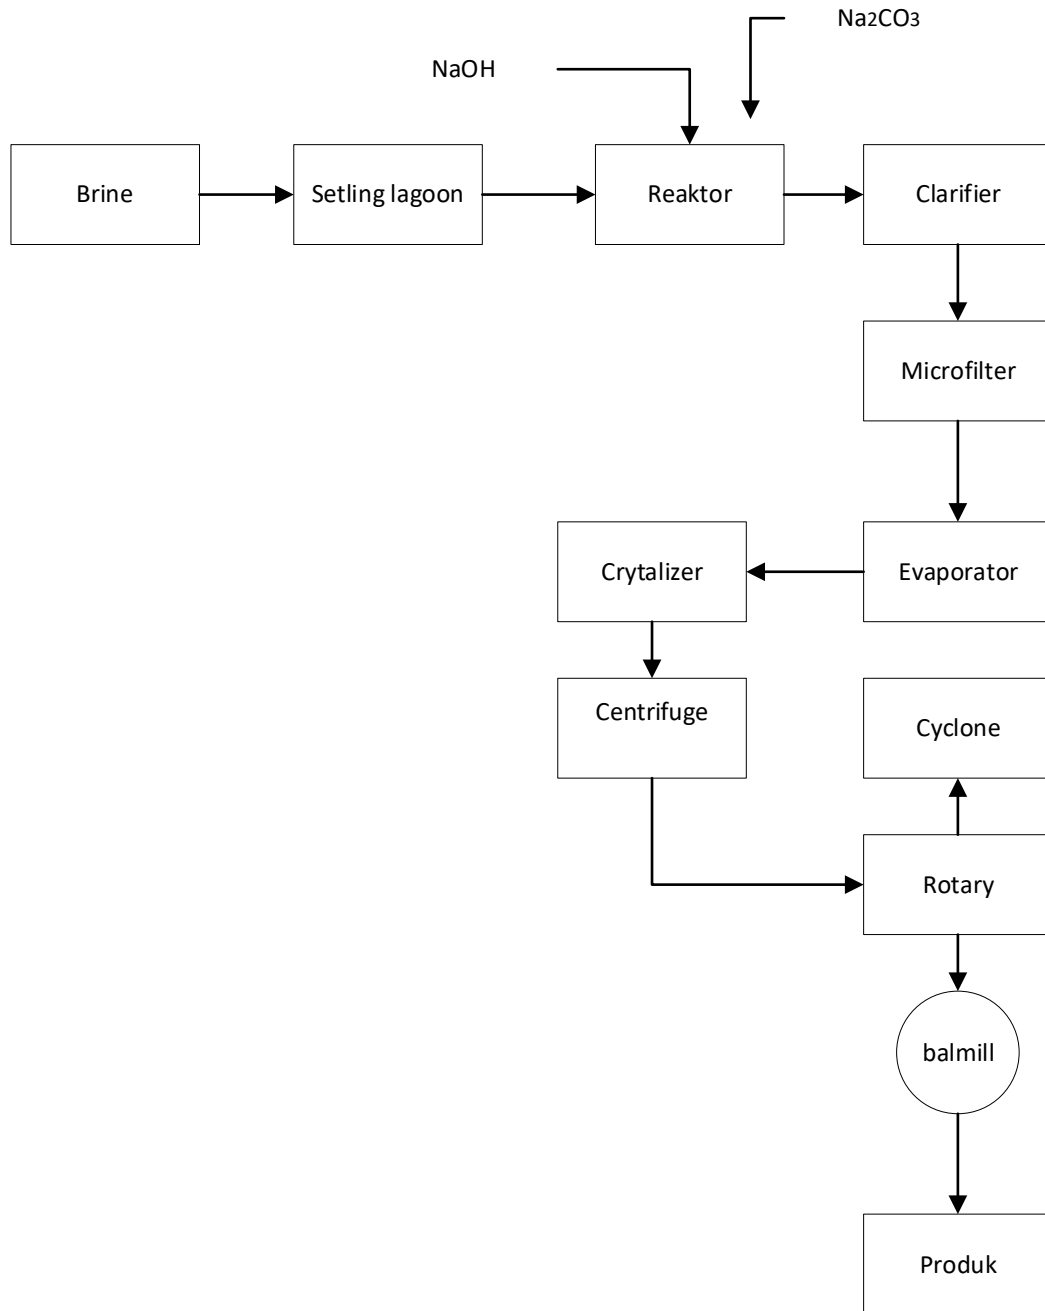 Na2CO3
NaOH
Brine
Setling lagoon
Reaktor
Clarifier
Microfilter
Crytalizer
Evaporator
Centrifuge
Cyclone
Rotary
balmill
Produk